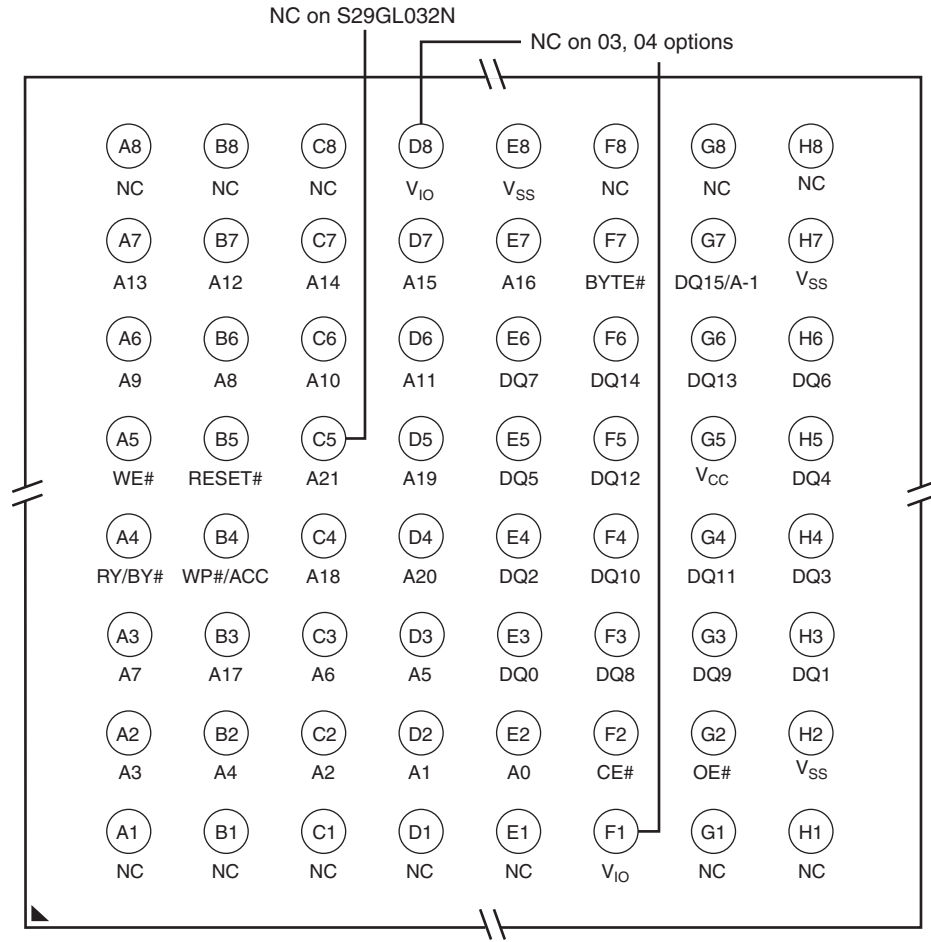 NC on S29GL032N
NC on 03, 04 options
A8 B8 C8 D8 E8 F8 G8 H8
NC NC NC VIO VSS NC NC NC
A7 B7 C7 D7 E7 F7 G7 H7
A13 A12 A14 A15 A16 BYTE# DQ15/A-1 VSS
A6 B6 C6 D6 E6 F6 G6 H6
A9 A8 A10 A11 DQ7 DQ14 DQ13 DQ6
A5 B5 C5 D5 E5 F5 G5 H5
WE# RESET# A21 A19 DQ5 DQ12 VCC DQ4
A4 B4 C4 D4 E4 F4 G4 H4
RY/BY# WP#/ACC A18 A20 DQ2 DQ10 DQ11 DQ3
A3 B3 C3 D3 E3 F3 G3 H3
A7 A17 A6 A5 DQ0 DQ8 DQ9 DQ1
A2 B2 C2 D2 E2 F2 G2 H2
A3 A4 A2 A1 A0 CE# OE# VSS
A1 B1 C1 D1 E1 F1 G1 H1
NC NC NC NC NC VIO NC NC